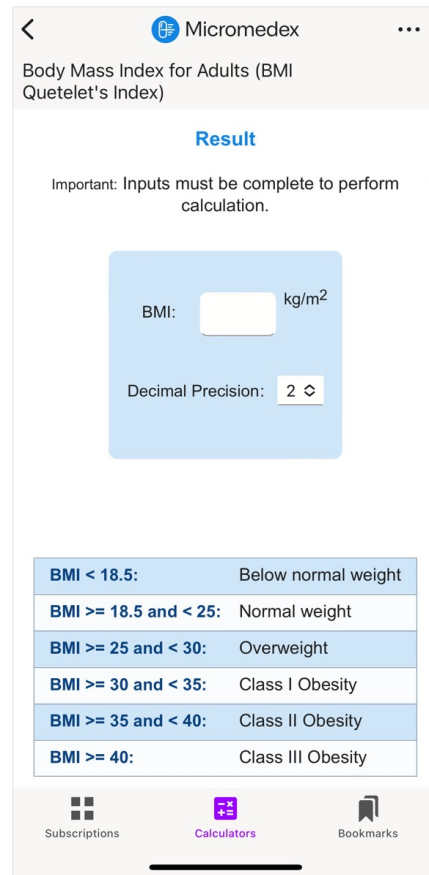 Micromedex
Body Mass Index for Adults (BMI
Quetelet's Index)
Result
Important: Inputs must be complete to perform
calculation.
BMI: kg/m²
Decimal Precision: 2
BMI < 18.5: Below normal weight
BMI >= 18.5 and < 25: Normal weight
BMI >= 25 and < 30: Overweight
BMI >= 30 and < 35: Class I Obesity
BMI >= 35 and < 40: Class II Obesity
BMI >= 40: Class III Obesity
Subscriptions Calculators Bookmarks